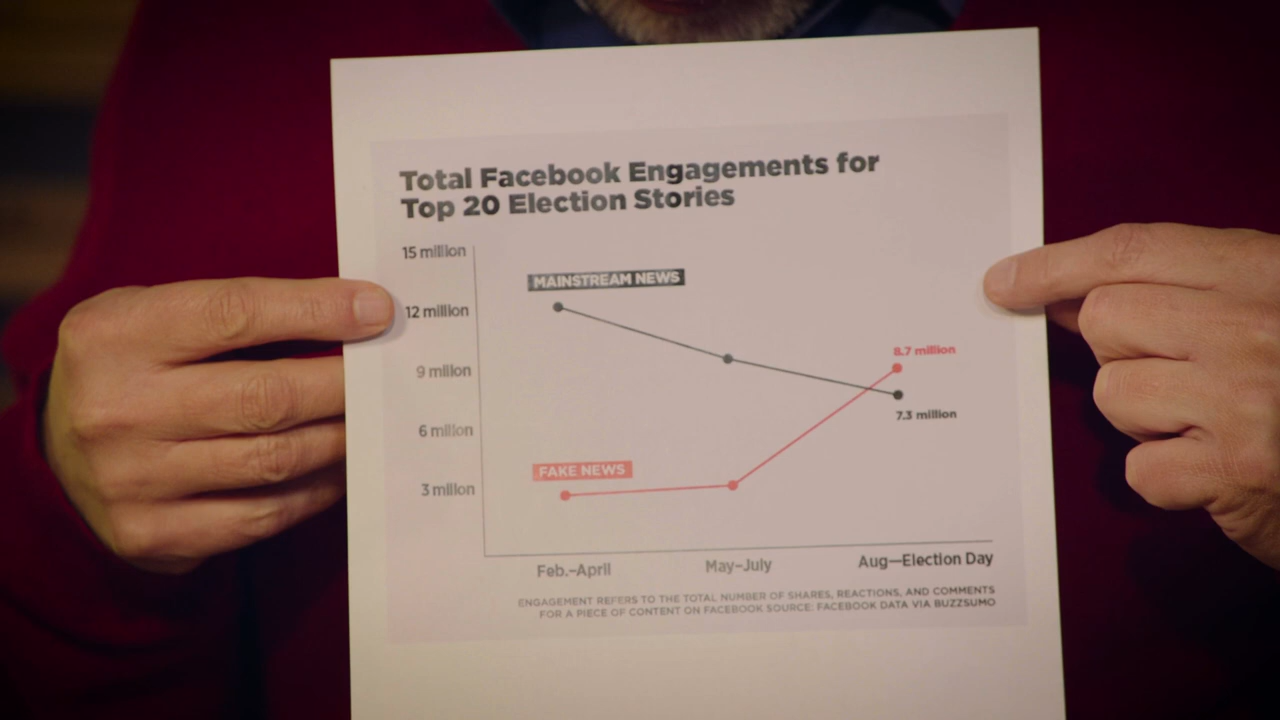 Total Facebook Engagements for
Top 20 Election Stories
15 million
MAINSTREAM NEWS
12 million
8.7 million
9 million
7.3 million
6 million
FAKE NEWS
3 million
Feb.–April
May–July
Aug—Election Day
ENGAGEMENT REFERS TO THE TOTAL NUMBER OF SHARES, REACTIONS, AND COMMENTS
FOR A PIECE OF CONTENT ON FACEBOOK SOURCE: FACEBOOK DATA VIA BUZZSUMO